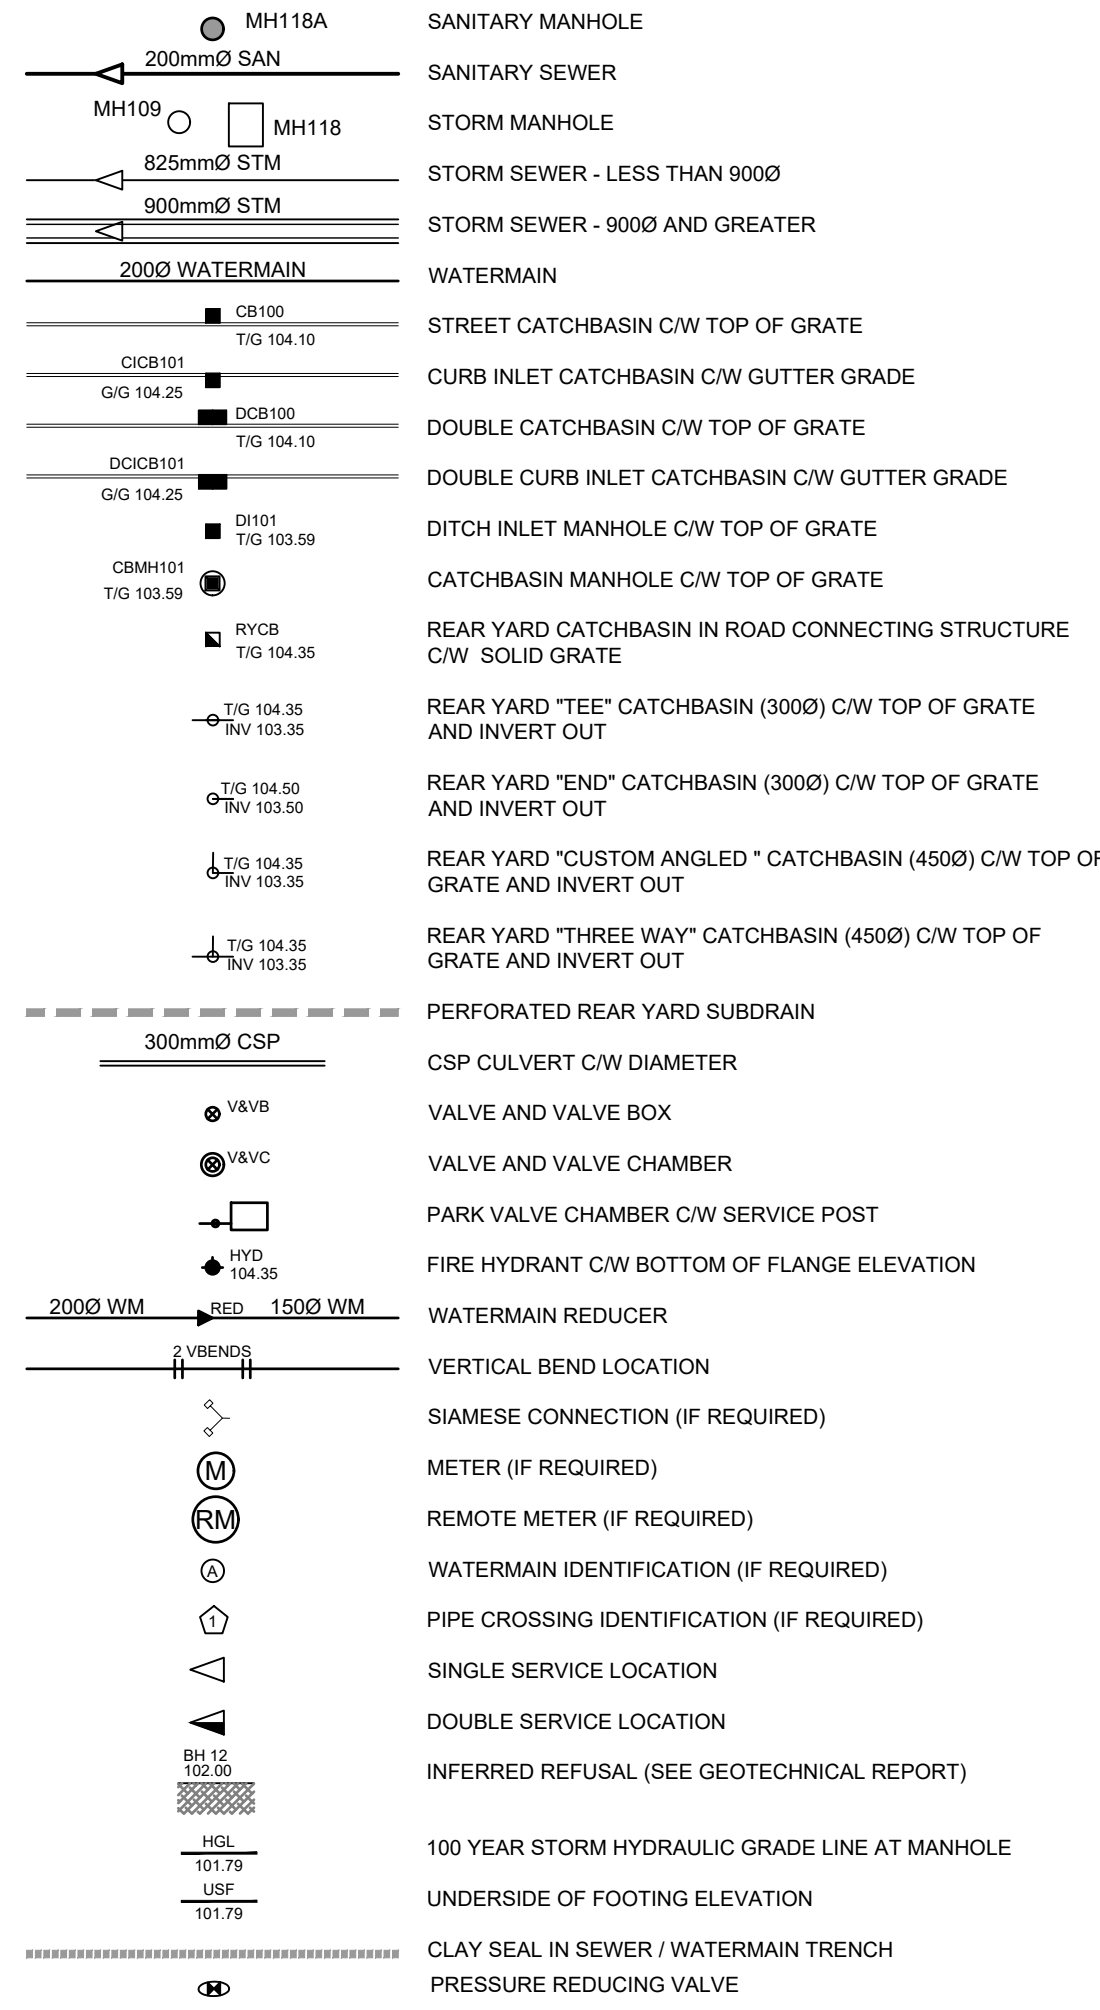 MH118A SANITARY MANHOLE
200mmØ SAN SANITARY SEWER
MH109 MH118 STORM MANHOLE
825mmØ STM STORM SEWER - LESS THAN 900Ø
900mmØ STM STORM SEWER - 900Ø AND GREATER
200Ø WATERMAIN WATERMAIN
CB100
T/G 104.10
STREET CATCHBASIN C/W TOP OF GRATE
CICB101
G/G 104.25
CURB INLET CATCHBASIN C/W GUTTER GRADE
DCB100
T/G 104.10
DOUBLE CATCHBASIN C/W TOP OF GRATE
DCICB101
G/G 104.25
DOUBLE CURB INLET CATCHBASIN C/W GUTTER GRADE
DI101
T/G 103.59
DITCH INLET MANHOLE C/W TOP OF GRATE
CBMH101
T/G 103.59
CATCHBASIN MANHOLE C/W TOP OF GRATE
RYCB
T/G 104.35
REAR YARD CATCHBASIN IN ROAD CONNECTING STRUCTURE
C/W SOLID GRATE
T/G 104.35
INV 103.35
REAR YARD "TEE" CATCHBASIN (300Ø) C/W TOP OF GRATE
AND INVERT OUT
T/G 104.50
INV 103.50
REAR YARD "END" CATCHBASIN (300Ø) C/W TOP OF GRATE
AND INVERT OUT
T/G 104.35
INV 103.35
REAR YARD "CUSTOM ANGLED " CATCHBASIN (450Ø) C/W TOP OF
GRATE AND INVERT OUT
T/G 104.35
INV 103.35
REAR YARD "THREE WAY" CATCHBASIN (450Ø) C/W TOP OF
GRATE AND INVERT OUT
PERFORATED REAR YARD SUBDRAIN
300mmØ CSP CSP CULVERT C/W DIAMETER
V&VB VALVE AND VALVE BOX
V&VC VALVE AND VALVE CHAMBER
PARK VALVE CHAMBER C/W SERVICE POST
HYD
104.35
FIRE HYDRANT C/W BOTTOM OF FLANGE ELEVATION
200Ø WM RED 150Ø WM WATERMAIN REDUCER
2 VBENDS VERTICAL BEND LOCATION
SIAMESE CONNECTION (IF REQUIRED)
M METER (IF REQUIRED)
RM REMOTE METER (IF REQUIRED)
A WATERMAIN IDENTIFICATION (IF REQUIRED)
1 PIPE CROSSING IDENTIFICATION (IF REQUIRED)
SINGLE SERVICE LOCATION
DOUBLE SERVICE LOCATION
BH 12
102.00
INFERRED REFUSAL (SEE GEOTECHNICAL REPORT)
HGL
101.79
100 YEAR STORM HYDRAULIC GRADE LINE AT MANHOLE
USF
101.79
UNDERSIDE OF FOOTING ELEVATION
CLAY SEAL IN SEWER / WATERMAIN TRENCH
PRESSURE REDUCING VALVE